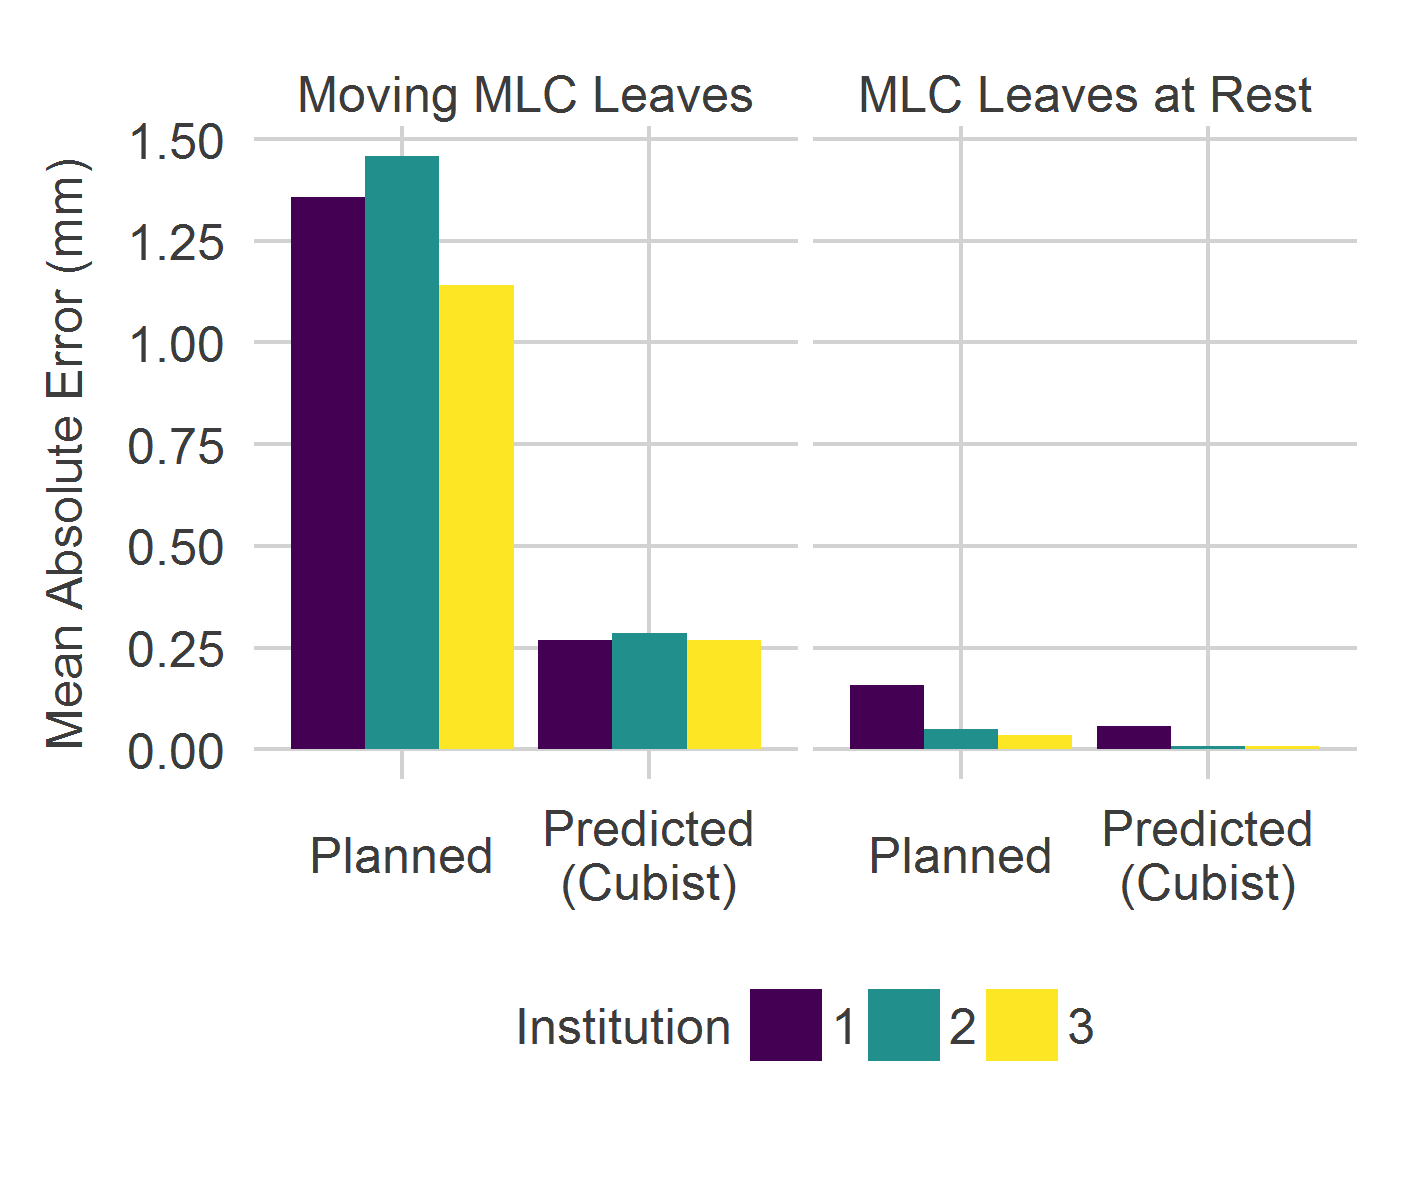 Moving MLC Leaves
MLC Leaves at Rest
Mean Absolute Error (mm)
1.50
1.25
1.00
0.75
0.50
0.25
0.00
Planned
Predicted
(Cubist)
Planned
Predicted
(Cubist)
Institution 1 2 3